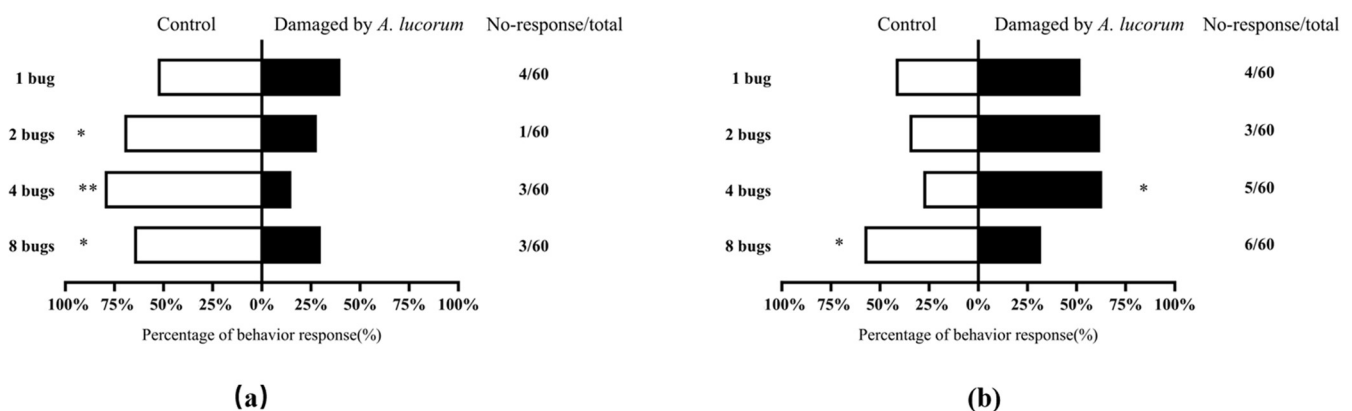 Control Damaged by A. lucorum No-response/total
1 bug 4/60
2 bugs * 1/60
4 bugs ** 3/60
8 bugs * 3/60
100% 75% 50% 25% 0% 25% 50% 75% 100%
Percentage of behavior response(%)
(a)
Control Damaged by A. lucorum No-response/total
1 bug 4/60
2 bugs 3/60
4 bugs * 5/60
8 bugs * 6/60
100% 75% 50% 25% 0% 25% 50% 75% 100%
Percentage of behavior response(%)
(b)